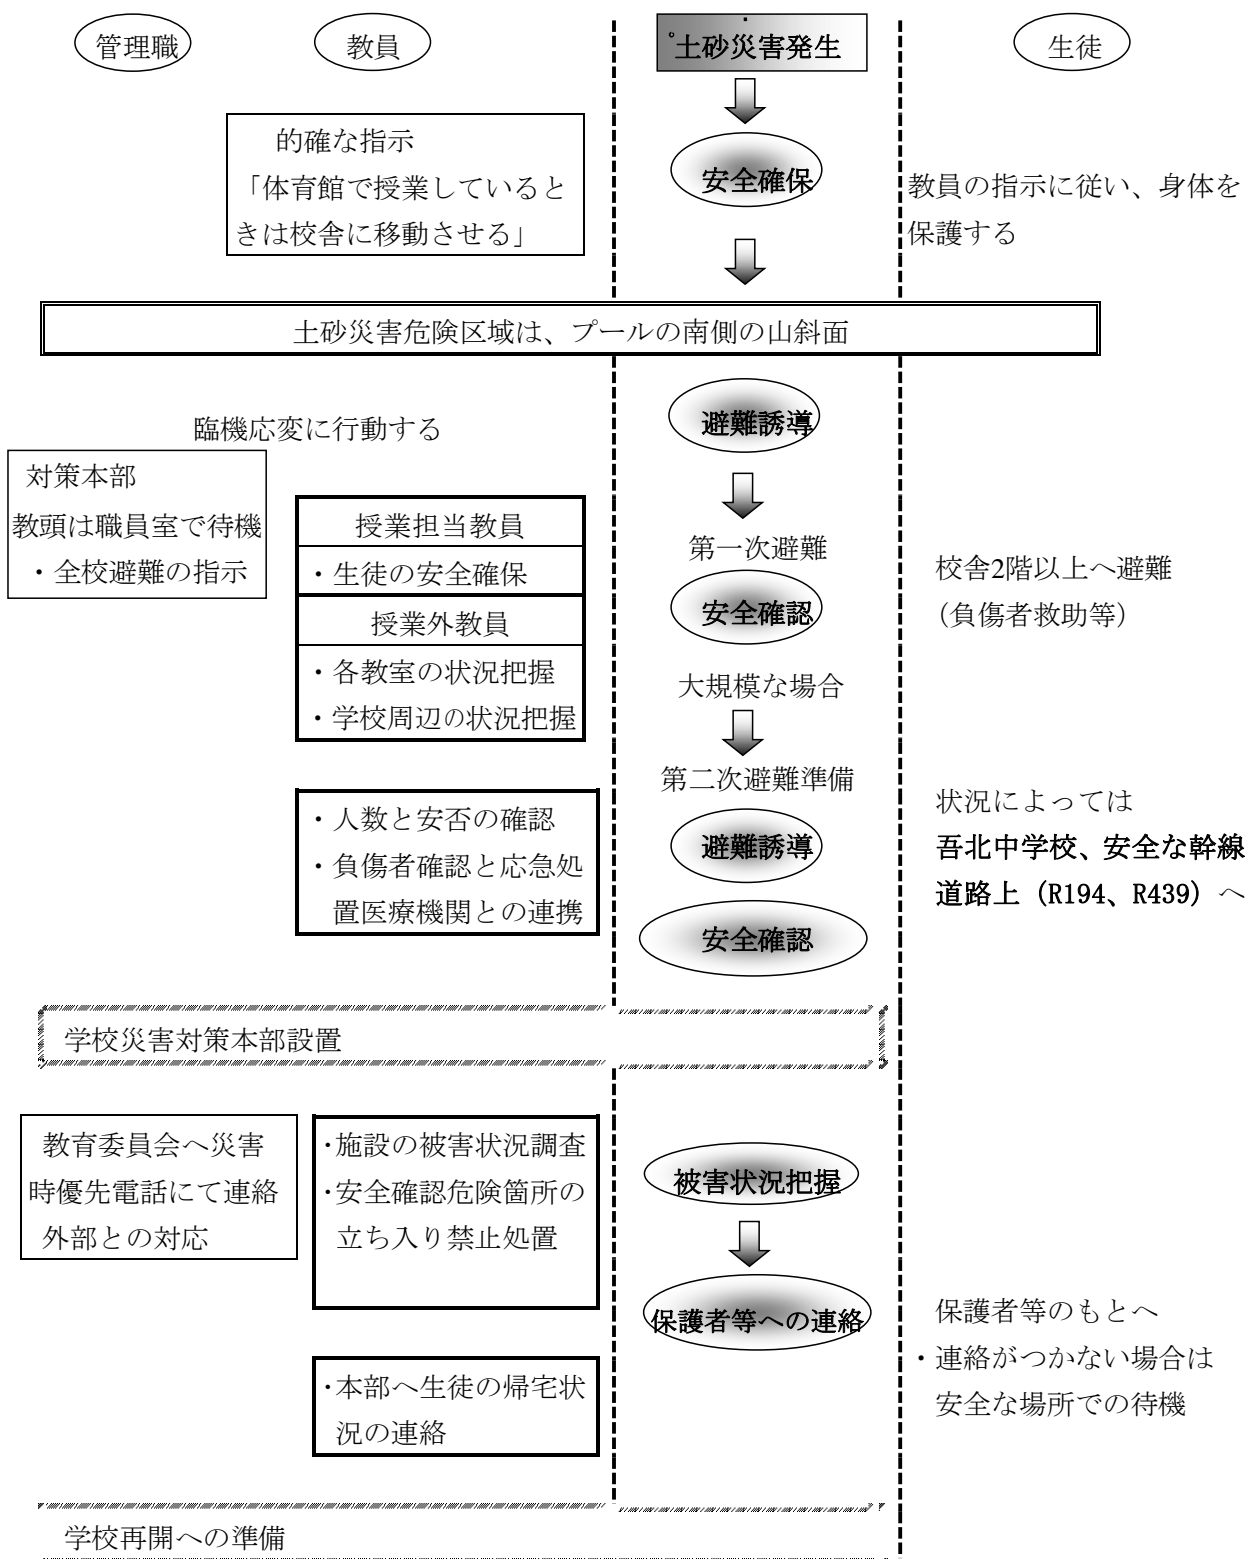 管理職
教員
土砂災害発生
生徒
的確な指示
「体育館で授業していると
きは校舎に移動させる」
安全確保
教員の指示に従い、身体を
保護する
土砂災害危険区域は、プールの南側の山斜面
臨機応変に行動する
避難誘導
対策本部
教頭は職員室で待機
・全校避難の指示
授業担当教員
・生徒の安全確保
授業外教員
・各教室の状況把握
・学校周辺の状況把握
第一次避難
安全確認
大規模な場合
校舎2階以上へ避難
（負傷者救助等）
第二次避難準備
・人数と安否の確認
・負傷者確認と応急処
置医療機関との連携
避難誘導
安全確認
状況によっては
吾北中学校、安全な幹線
道路上（R194、R439）へ
学校災害対策本部設置
教育委員会へ災害
時優先電話にて連絡
外部との対応
・施設の被害状況調査
・安全確認危険箇所の
立ち入り禁止処置
被害状況把握
保護者等への連絡
保護者等のもとへ
・連絡がつかない場合は
安全な場所での待機
・本部へ生徒の帰宅状
況の連絡
学校再開への準備